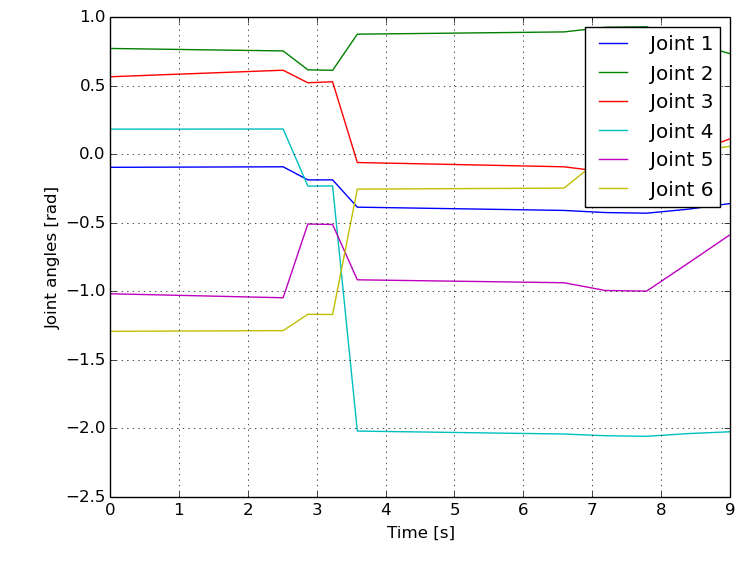 1.0
0.5
0.0
−0.5
−1.0
−1.5
−2.0
−2.5
Joint angles [rad]
Joint 1
Joint 2
Joint 3
Joint 4
Joint 5
Joint 6
0 1 2 3 4 5 6 7 8 9
Time [s]